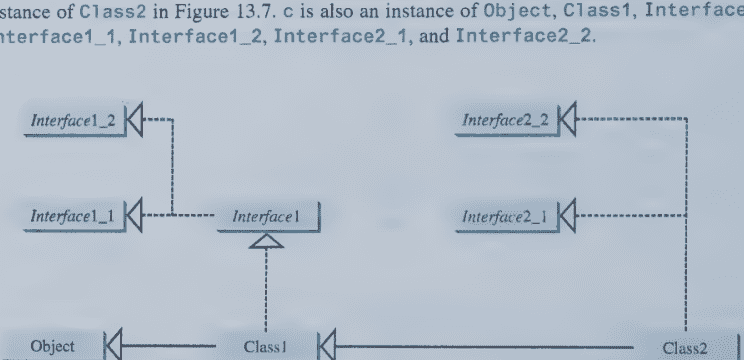 stance of Class2 in Figure 13.7. c is also an instance of Object, Class1, Interface
nterface1_1, Interface1_2, Interface2_1, and Interface2_2.
Interface1_2
Interface2_2
Interface1_1
Interface1
Interface2_1
Object
Class1
Class2